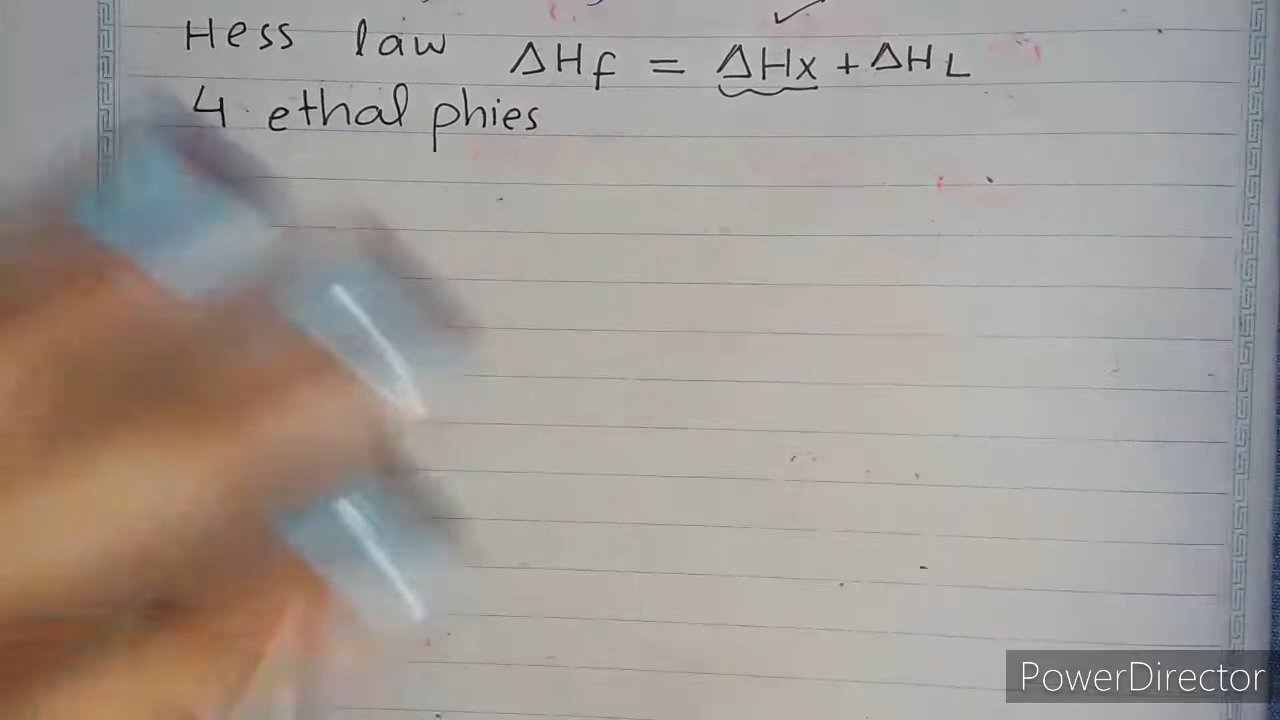 Hess law ΔHf = ΔHx + ΔHL
4 ethalphies
PowerDirector